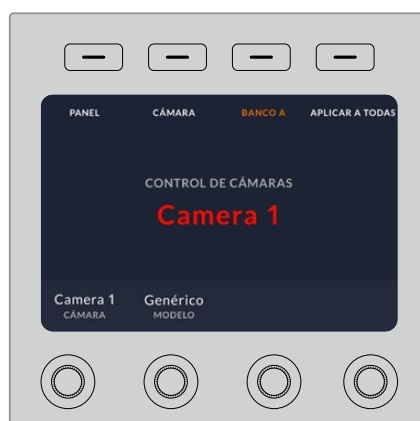 PANEL CÁMARA BANCO A APLICAR A TODAS
CONTROL DE CÁMARAS
Camera 1
Camera 1 Genérico
CÁMARA MODELO